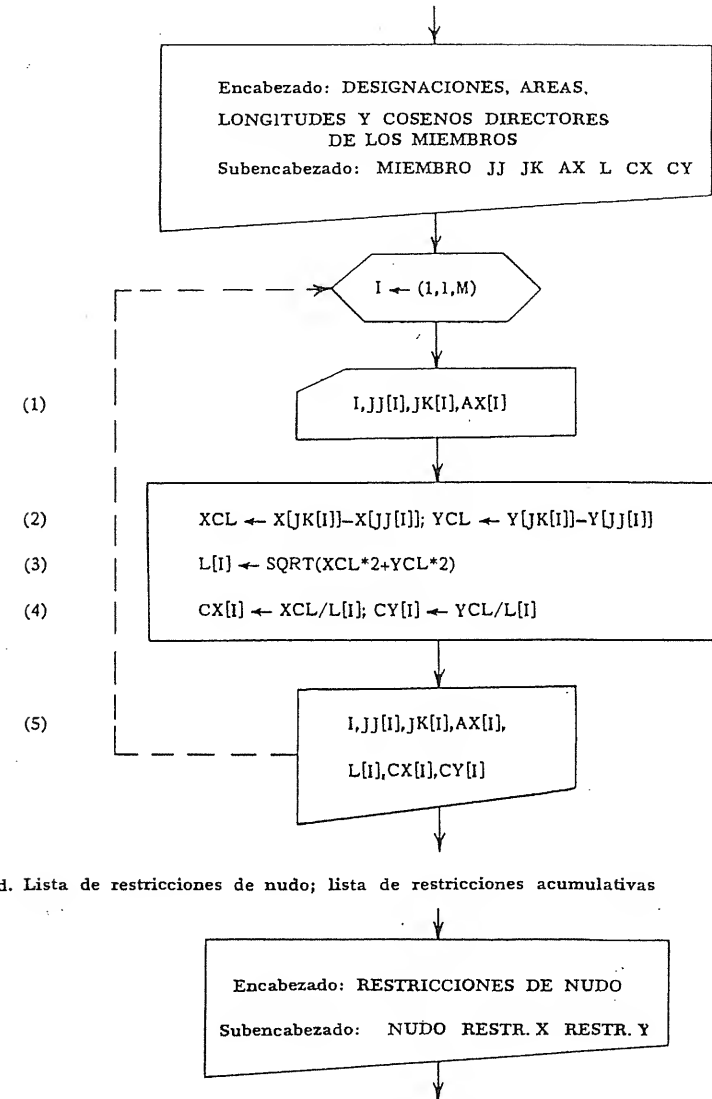 Encabezado: DESIGNACIONES, AREAS,
LONGITUDES Y COSENOS DIRECTORES
DE LOS MIEMBROS
Subencabezado: MIEMBRO JJ JK AX L CX CY
I ← (1,1,M)
(1) I,JJ[I],JK[I],AX[I]
(2) XCL ← X[JK[I]]–X[JJ[I]]; YCL ← Y[JK[I]]–Y[JJ[I]]
(3) L[I] ← SQRT(XCL*2+YCL*2)
(4) CX[I] ← XCL/L[I]; CY[I] ← YCL/L[I]
(5) I,JJ[I],JK[I],AX[I],
L[I],CX[I],CY[I]
d. Lista de restricciones de nudo; lista de restricciones acumulativas
Encabezado: RESTRICCIONES DE NUDO
Subencabezado: NUDO RESTR. X RESTR. Y